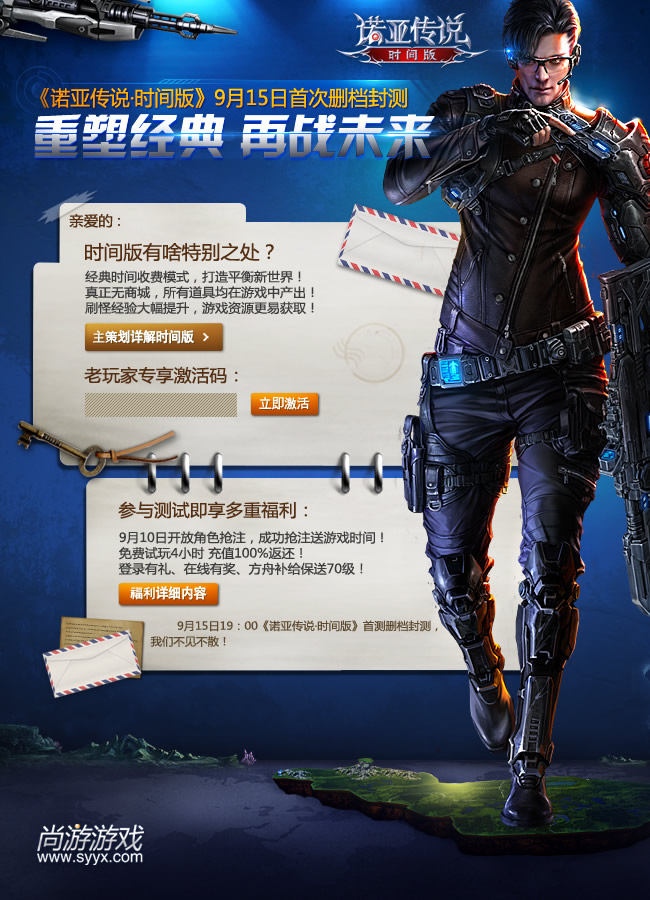 诺亚传说
时间版
《诺亚传说·时间版》9月15日首次删档封测
重塑经典 再战未来
亲爱的：
时间版有啥特别之处？
经典时间收费模式，打造平衡新世界！
真正无商城，所有道具均在游戏中产出！
刷怪经验大幅提升，游戏资源更易获取！
主策划详解时间版 >
老玩家专享激活码：
立即激活
参与测试即享多重福利：
9月10日开放角色抢注，成功抢注送游戏时间！
免费试玩4小时 充值100%返还！
登录有礼、在线有奖、方舟补给保送70级！
福利详细内容
9月15日19：00《诺亚传说·时间版》首测删档封测，
我们不见不散！
尚游游戏
www.syyx.com